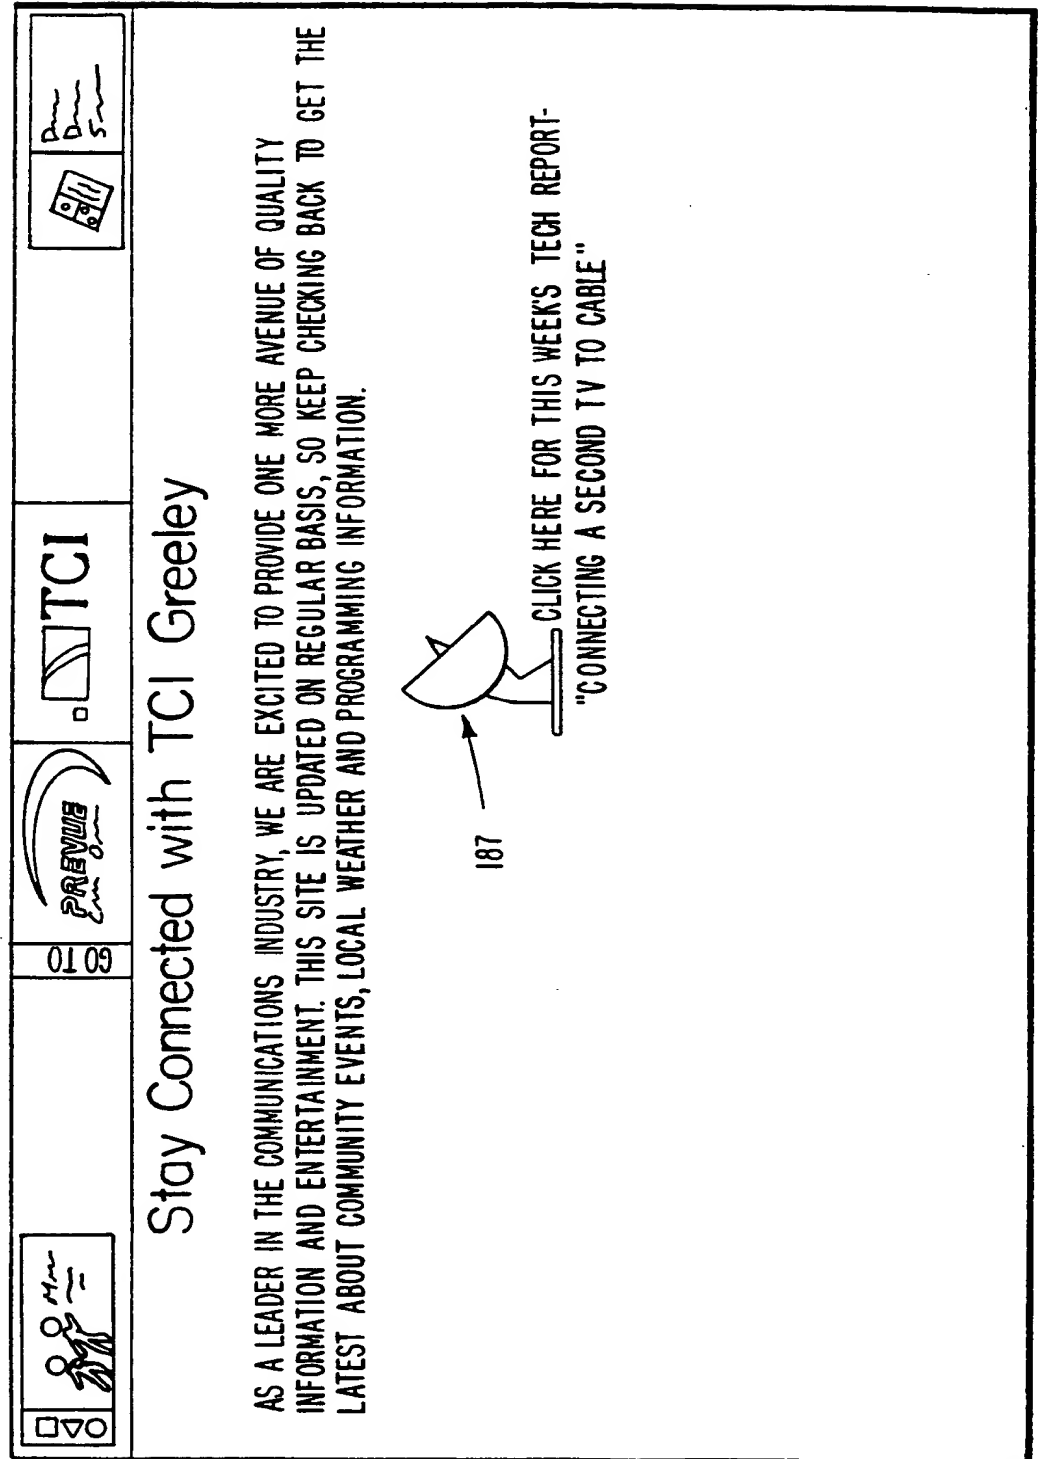 GO TO
PREVUE
TCI
Stay Connected with TCI Greeley
AS A LEADER IN THE COMMUNICATIONS INDUSTRY, WE ARE EXCITED TO PROVIDE ONE MORE AVENUE OF QUALITY
INFORMATION AND ENTERTAINMENT. THIS SITE IS UPDATED ON REGULAR BASIS, SO KEEP CHECKING BACK TO GET THE
LATEST ABOUT COMMUNITY EVENTS, LOCAL WEATHER AND PROGRAMMING INFORMATION.
187
CLICK HERE FOR THIS WEEK'S TECH REPORT-
"CONNECTING A SECOND TV TO CABLE"